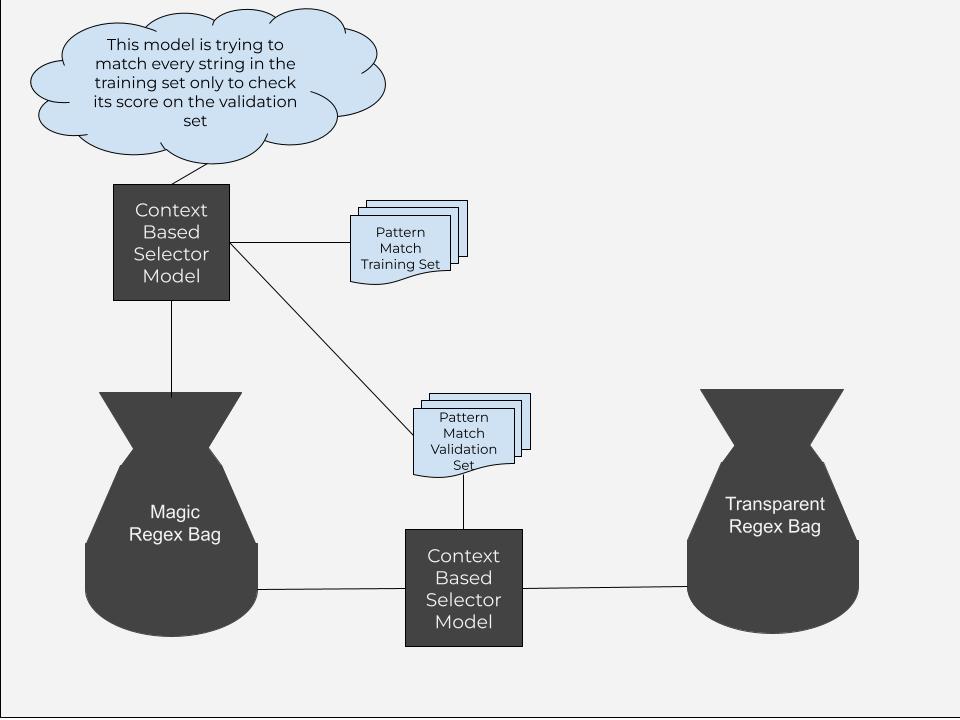 This model is trying to
match every string in the
training set only to check
its score on the validation
set
Context
Based
Selector
Model
Pattern
Match
Training Set
Pattern
Match
Validation
Set
Magic
Regex Bag
Transparent
Regex Bag
Context
Based
Selector
Model